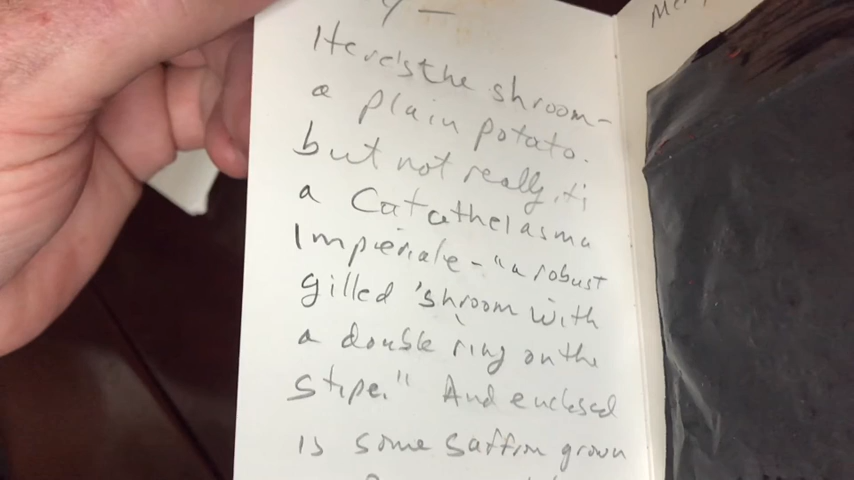 y —
Here's the shroom—
a plain potato.
but not really, it's
a Catathelasma
Imperiale – "a robust
gilled 'shroom with
a double ring on the
stipe." And enclosed
is some saffron grown